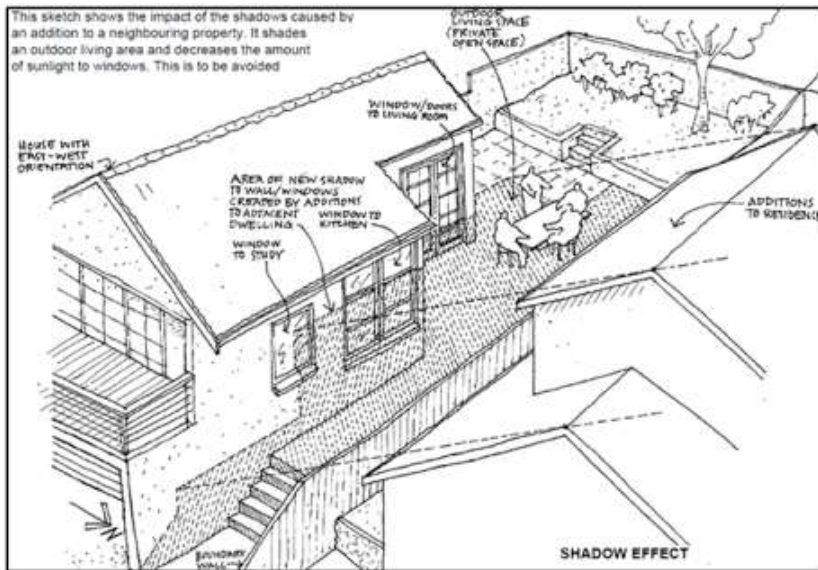 This sketch shows the impact of the shadows caused by
an addition to a neighbouring property. It shades
an outdoor living area and decreases the amount
of sunlight to windows. This is to be avoided
OUTDOOR
LIVING SPACE
(PRIVATE
OPEN SPACE)
WINDOW/DOORS
TO LIVING ROOM
HOUSE WITH
EAST-WEST
ORIENTATION
AREA OF NEW SHADOW
TO WALL/WINDOWS
CREATED BY ADDITIONS
TO ADJACENT
DWELLING
WINDOW TO
KITCHEN
WINDOW
TO STUDY
ADDITIONS
TO RESIDENCE
N
BOUNDARY
WALL
SHADOW EFFECT